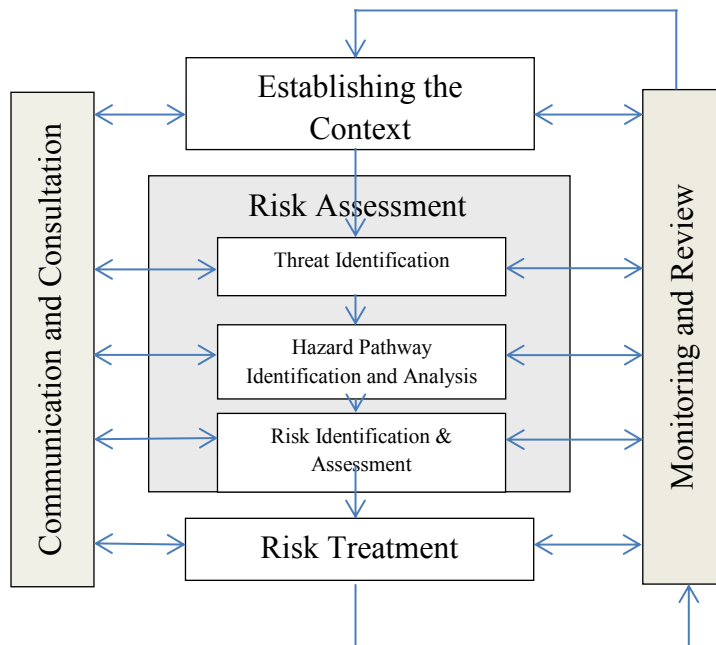 Establishing the
Context
Communication and Consultation
Risk Assessment
Threat Identification
Hazard Pathway
Identification and Analysis
Risk Identification &
Assessment
Risk Treatment
Monitoring and Review